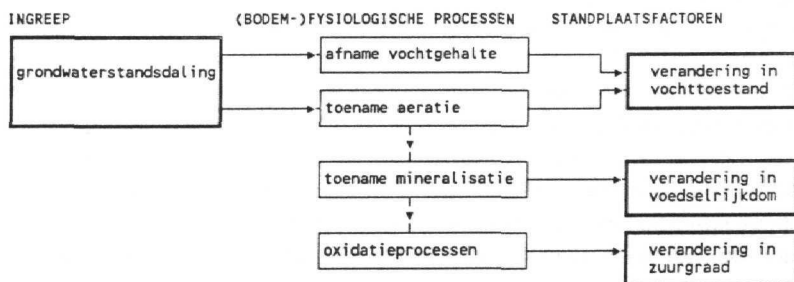 INGREEP
(BODEM-)FYSIOLOGISCHE PROCESSEN
STANDPLAATSFACTOREN
grondwaterstandsdaling
afname vochtgehalte
toename aeratie
toename mineralisatie
oxidatieprocessen
verandering in
vochttoestand
verandering in
voedselrijkdom
verandering in
zuurgraad